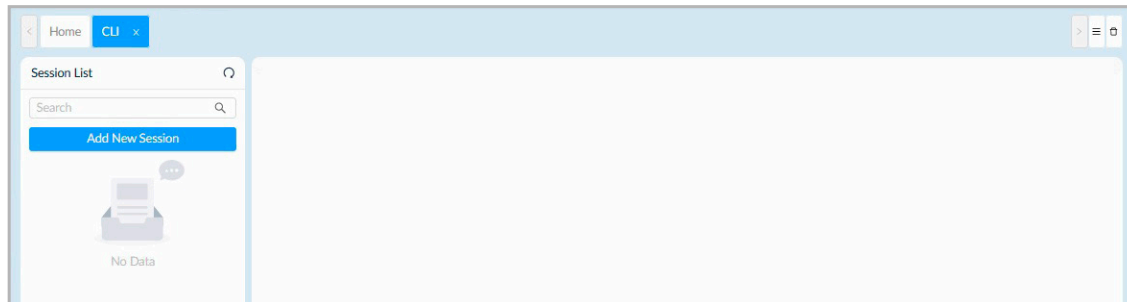 Home CLI x
Session List
Search
Add New Session
No Data